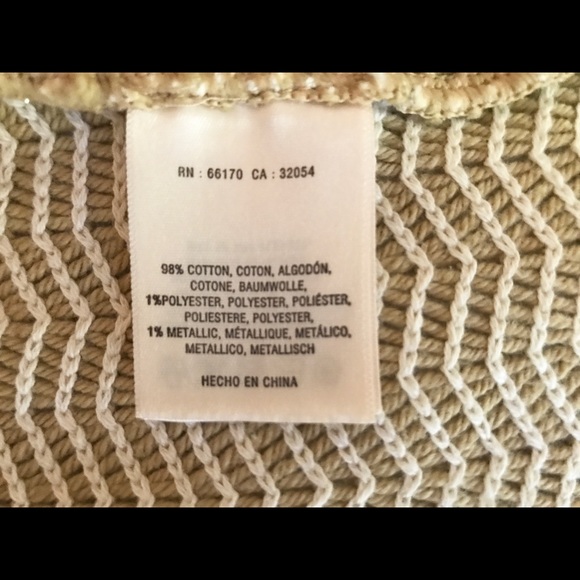 RN : 66170 CA : 32054
98% COTTON, COTON, ALGODÓN,
COTONE, BAUMWOLLE,
1%POLYESTER, POLYESTER, POLIÉSTER,
POLIESTERE, POLYESTER,
1% METALLIC, MÉTALLIQUE, METÁLICO,
METALLICO, METALLISCH
HECHO EN CHINA